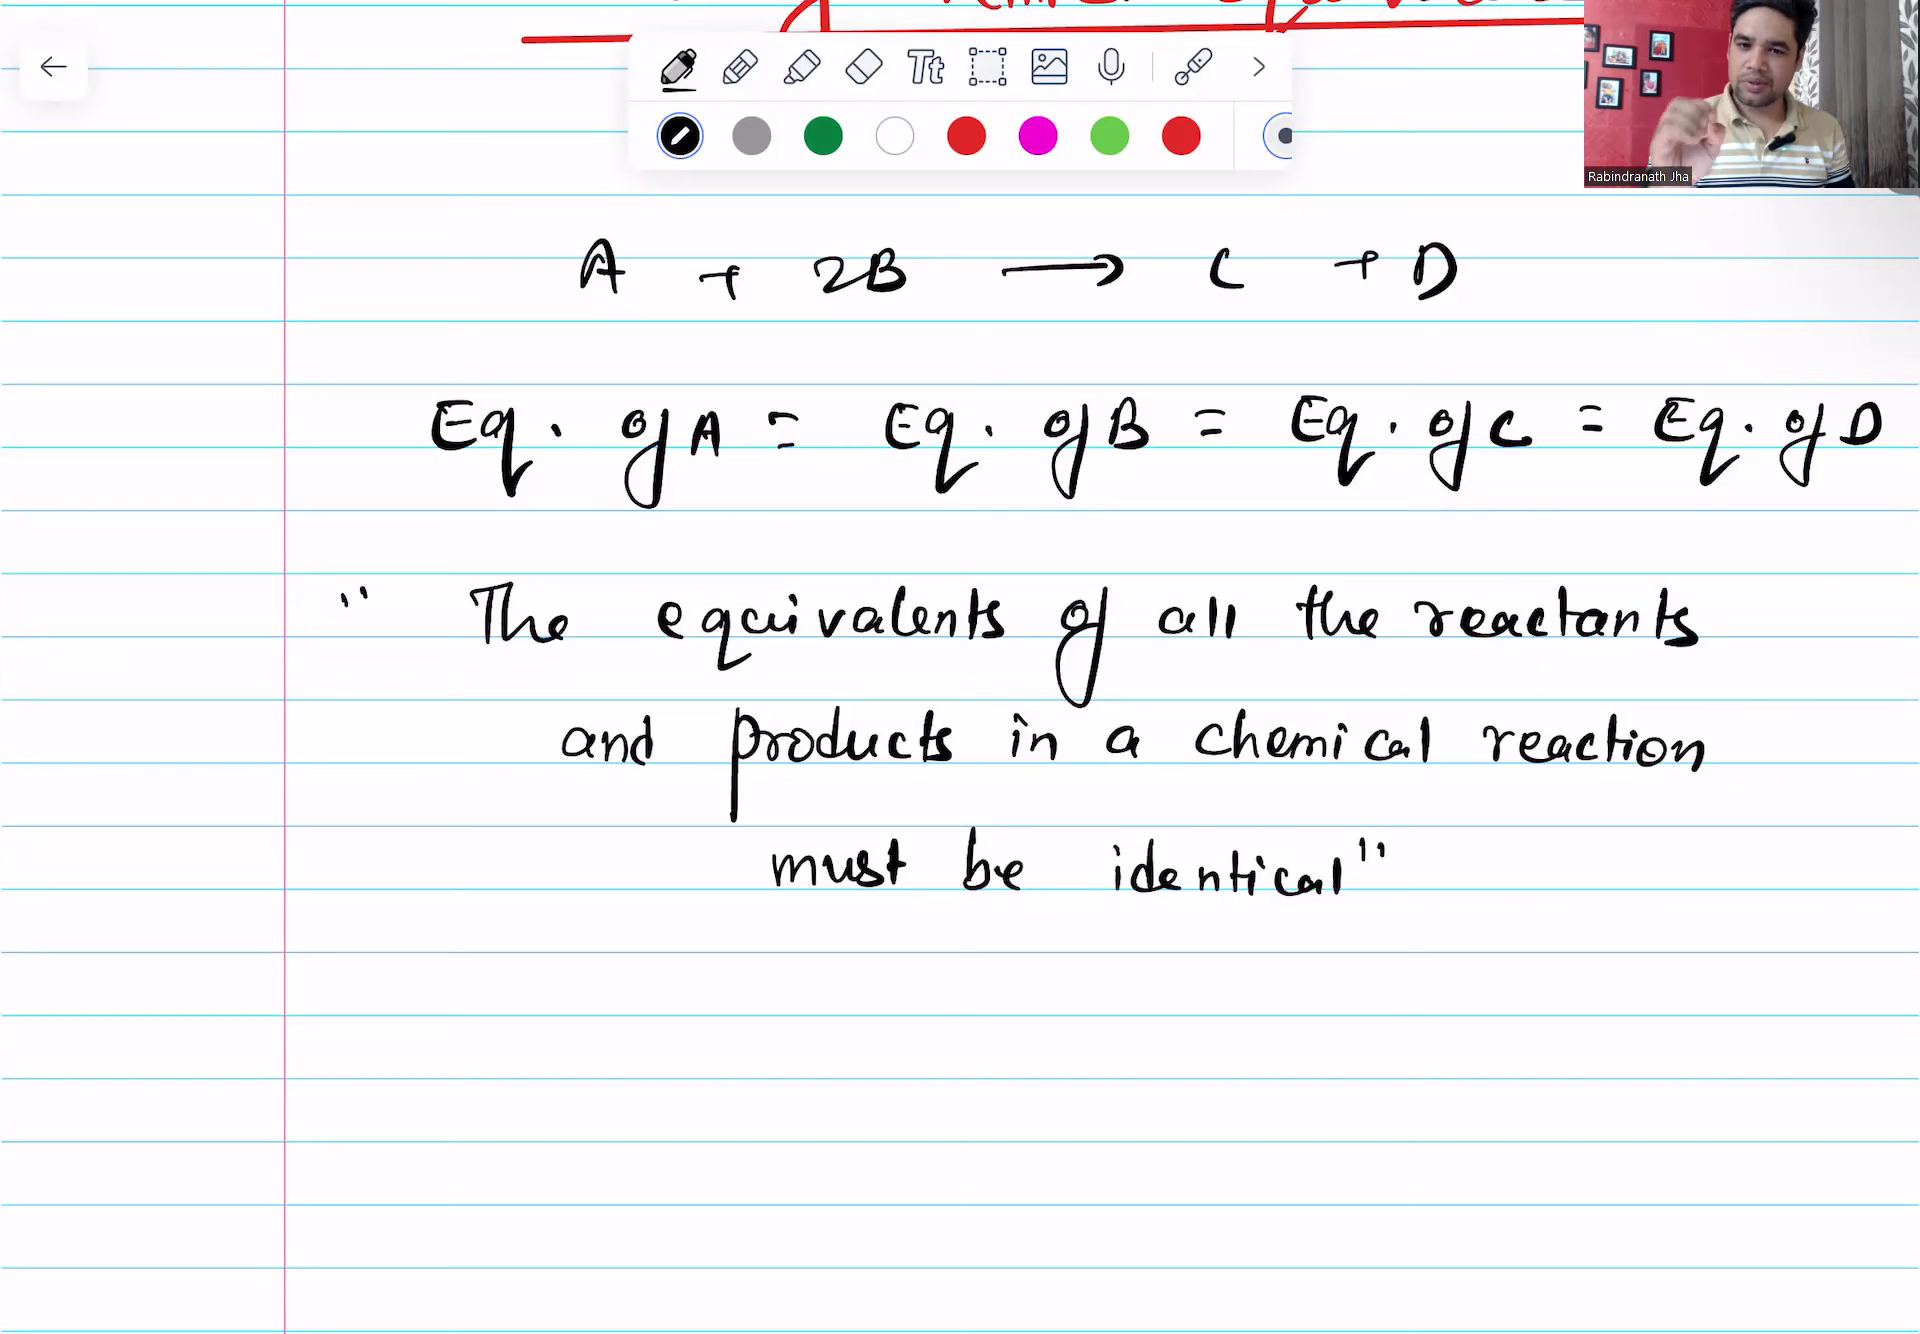 Tt
Rabindranath Jha
A + 2B → C + D
Eq. of A = Eq. of B = Eq. of C = Eq. of D
" The equivalents of all the reactants
and products in a chemical reaction
must be identical"